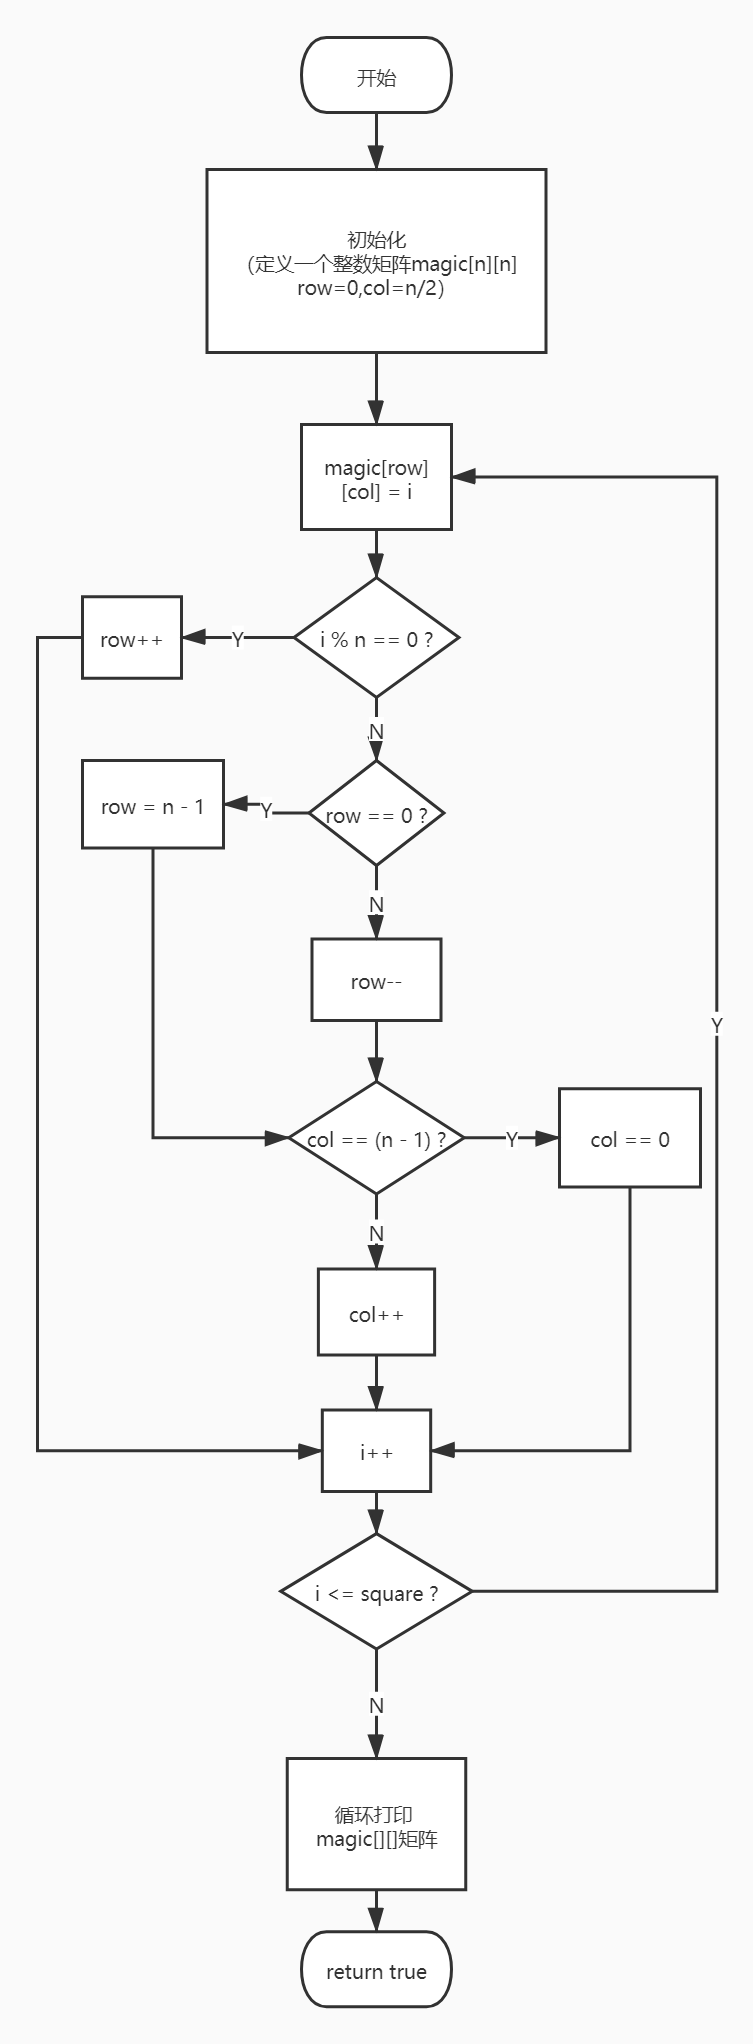 开始
初始化
(定义一个整数矩阵magic[n][n]
row=0,col=n/2)
magic[row]
[col] = i
row++
Y
i % n == 0 ?
N
row = n - 1
Y
row == 0 ?
N
row--
Y
col == (n - 1) ?
Y
col == 0
N
col++
i++
i <= square ?
N
循环打印
magic[][]矩阵
return true